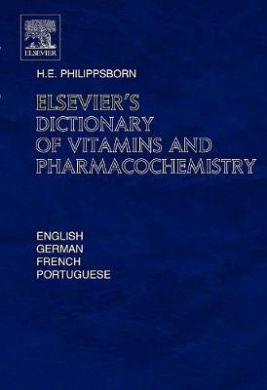 ELSEVIER
H.E. PHILIPPSBORN
ELSEVIER'S
DICTIONARY
OF VITAMINS AND
PHARMACOCHEMISTRY
ENGLISH
GERMAN
FRENCH
PORTUGUESE